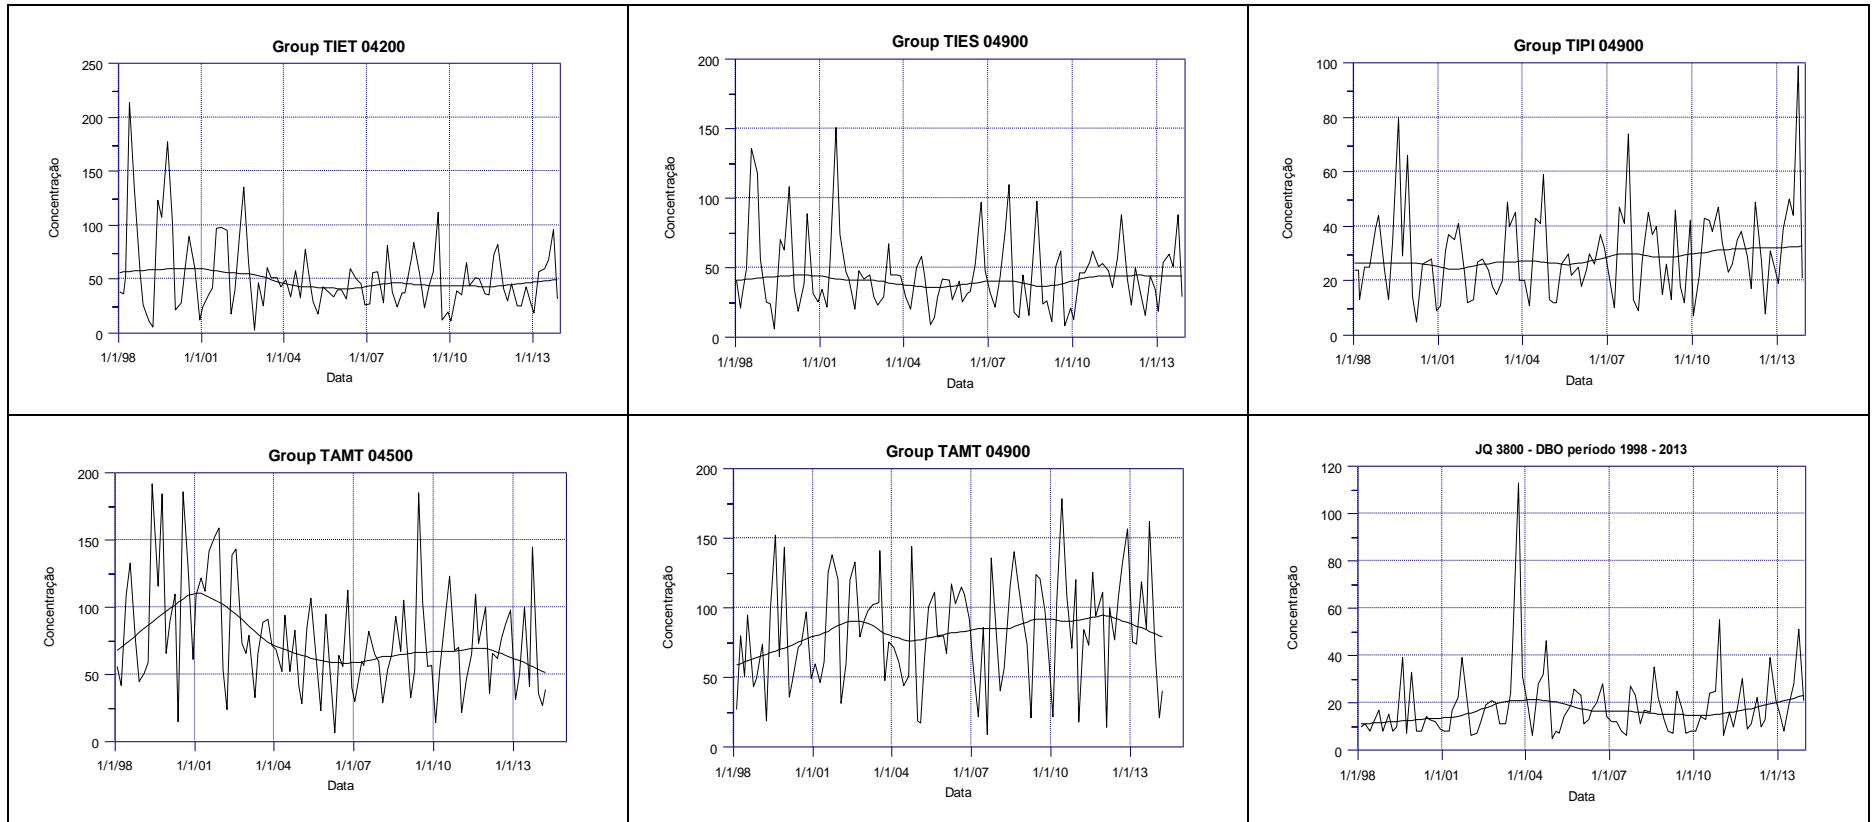 Group TIET 04200
250
200
150
100
50
0
Concentração
1/1/98 1/1/01 1/1/04 1/1/07 1/1/10 1/1/13
Data
Group TIES 04900
200
150
100
50
0
Concentração
1/1/98 1/1/01 1/1/04 1/1/07 1/1/10 1/1/13
Data
Group TIPI 04900
100
80
60
40
20
0
Concentração
1/1/98 1/1/01 1/1/04 1/1/07 1/1/10 1/1/13
Data
Group TAMT 04500
200
150
100
50
0
Concentração
1/1/98 1/1/01 1/1/04 1/1/07 1/1/10 1/1/13
Data
Group TAMT 04900
200
150
100
50
0
Concentração
1/1/98 1/1/01 1/1/04 1/1/07 1/1/10 1/1/13
Data
JQ 3800 - DBO período 1998 - 2013
120
100
80
60
40
20
0
Concentração
1/1/98 1/1/01 1/1/04 1/1/07 1/1/10 1/1/13
Data